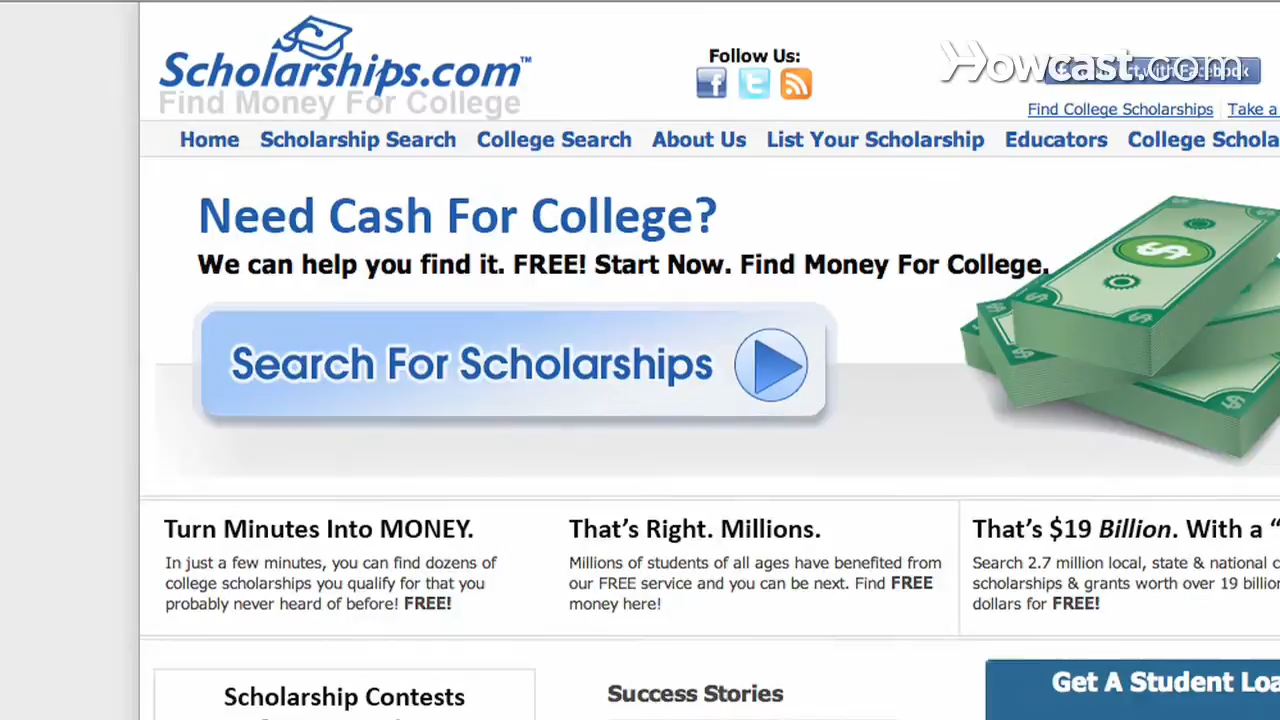 Scholarships.com™
Find Money For College
Follow Us:
Howcast.com
with Facebook
Find College Scholarships
Take a
Home Scholarship Search College Search About Us List Your Scholarship Educators College Schola
Need Cash For College?
We can help you find it. FREE! Start Now. Find Money For College.
Search For Scholarships
Turn Minutes Into MONEY.
In just a few minutes, you can find dozens of
college scholarships you qualify for that you
probably never heard of before! FREE!
That's Right. Millions.
Millions of students of all ages have benefited from
our FREE service and you can be next. Find FREE
money here!
That's $19 Billion. With a "
Search 2.7 million local, state & national c
scholarships & grants worth over 19 billion
dollars for FREE!
Scholarship Contests
Success Stories
Get A Student Loa